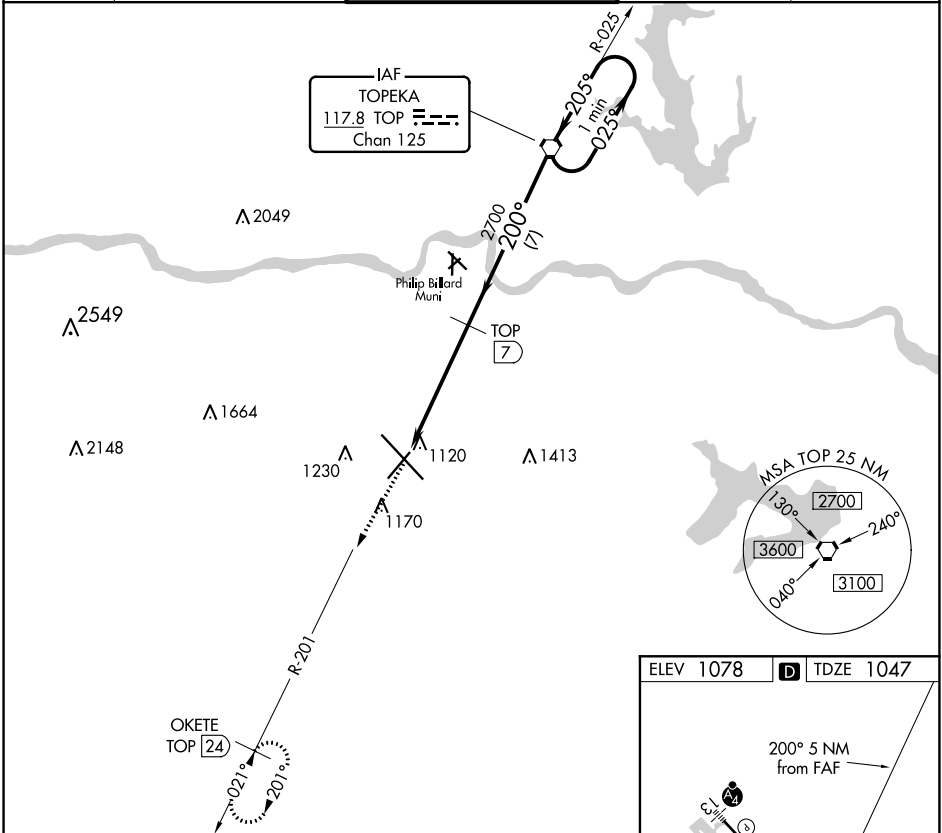 R-025
IAF
TOPEKA
117.8 TOP
Chan 125
205°
1 min
025°
2049
2700
200°
(7)
Philip Billard
Muni
2549
TOP
7
1664
2148
1230
1120
1413
1170
MSA TOP 25 NM
130°
2700
240°
3600
040°
3100
R-201
OKETE
TOP 24
021°
201°
ELEV 1078 D TDZE 1047
200° 5 NM
from FAF
A4
13
P